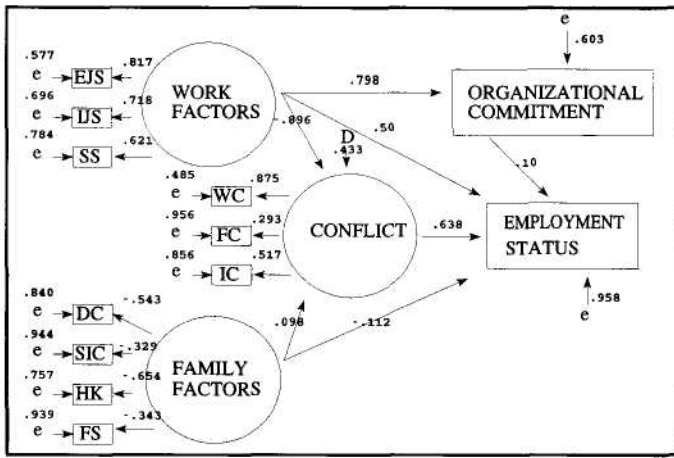 e
.603
.577
e EJS .817
.696
e IJS .718
.784
e SS .621
WORK
FACTORS
.798
ORGANIZATIONAL
COMMITMENT
-.896
D
.433
.50
.10
.485
e WC .875
.956
e FC .293
.856
e IC .517
CONFLICT
.638
EMPLOYMENT
STATUS
.958
e
.840
e DC -.543
.944
e SIC -.329
.757
e HK -.654
.939
e FS -.343
FAMILY
FACTORS
.098
-.112